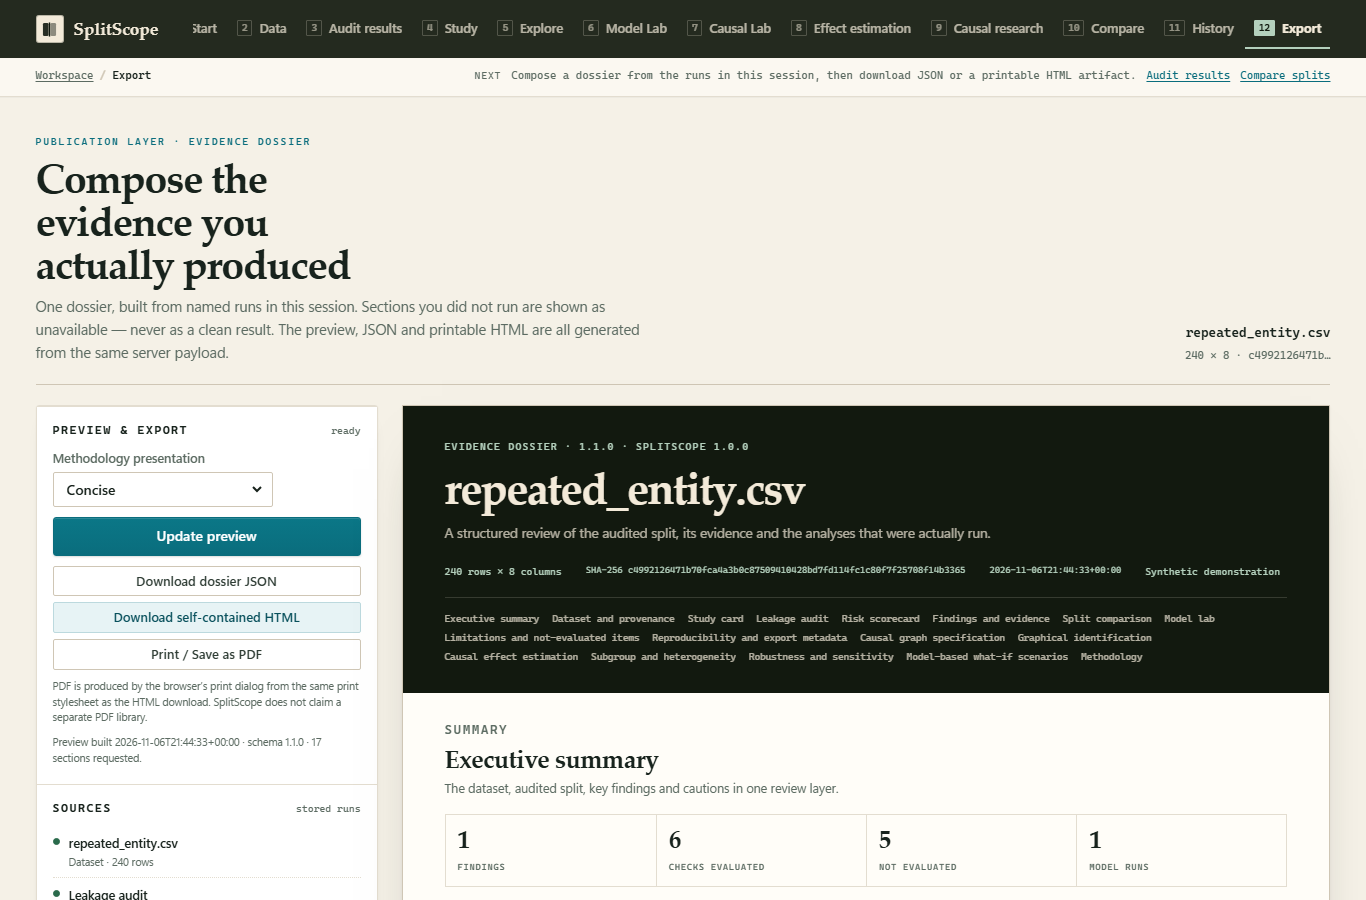 SplitScope
Start 2 Data 3 Audit results 4 Study 5 Explore 6 Model Lab 7 Causal Lab 8 Effect estimation 9 Causal research 10 Compare 11 History 12 Export
Workspace / Export
NEXT Compose a dossier from the runs in this session, then download JSON or a printable HTML artifact. Audit results Compare splits
PUBLICATION LAYER · EVIDENCE DOSSIER
Compose the
evidence you
actually produced
One dossier, built from named runs in this session. Sections you did not run are shown as
unavailable — never as a clean result. The preview, JSON and printable HTML are all generated
from the same server payload.
repeated_entity.csv
240 × 8 · c4992126471b…
PREVIEW & EXPORT
ready
Methodology presentation
Concise
Update preview
Download dossier JSON
Download self-contained HTML
Print / Save as PDF
PDF is produced by the browser's print dialog from the same print
stylesheet as the HTML download. SplitScope does not claim a
separate PDF library.
Preview built 2026-11-06T21:44:33+00:00 · schema 1.1.0 · 17
sections requested.
SOURCES
stored runs
repeated_entity.csv
Dataset · 240 rows
Leakage audit
EVIDENCE DOSSIER · 1.1.0 · SPLITSCOPE 1.0.0
repeated_entity.csv
A structured review of the audited split, its evidence and the analyses that were actually run.
240 rows × 8 columns SHA-256 c4992126471b70fca4a3b0c87509410428bd7fd114fc1c80f7f25708f14b3365 2026-11-06T21:44:33+00:00 Synthetic demonstration
Executive summary Dataset and provenance Study card Leakage audit Risk scorecard Findings and evidence Split comparison Model lab
Limitations and not-evaluated items Reproducibility and export metadata Causal graph specification Graphical identification
Causal effect estimation Subgroup and heterogeneity Robustness and sensitivity Model-based what-if scenarios Methodology
SUMMARY
Executive summary
The dataset, audited split, key findings and cautions in one review layer.
1 6 5 1
FINDINGS CHECKS EVALUATED NOT EVALUATED MODEL RUNS